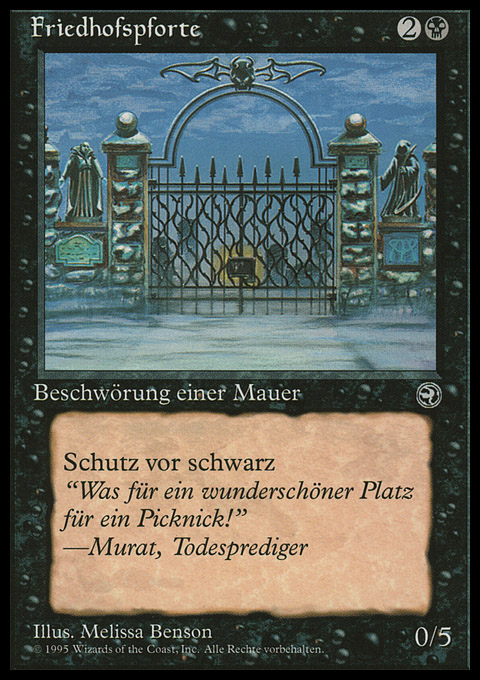 Friedhofspforte 2
Beschwörung einer Mauer
Schutz vor schwarz
“Was für ein wunderschöner Platz
für ein Picknick!”
—Murat, Todesprediger
Illus. Melissa Benson
0/5
© 1995 Wizards of the Coast, Inc. Alle Rechte vorbehalten.